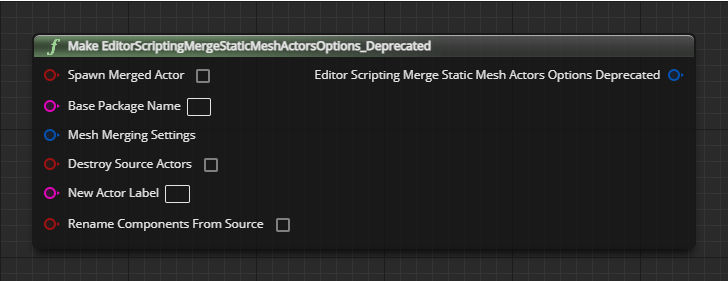 f Make EditorScriptingMergeStaticMeshActorsOptions_Deprecated
Spawn Merged Actor Editor Scripting Merge Static Mesh Actors Options Deprecated
Base Package Name
Mesh Merging Settings
Destroy Source Actors
New Actor Label
Rename Components From Source